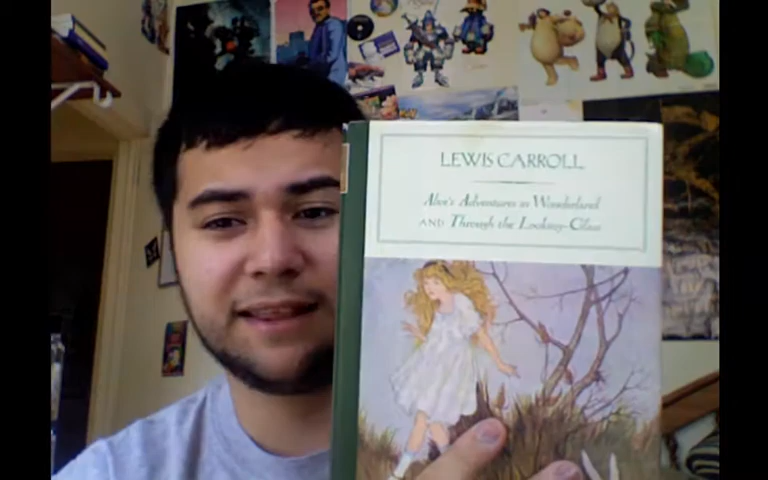 LEWIS CARROLL
Alice's Adventures in Wonderland
AND Through the Looking-Glass